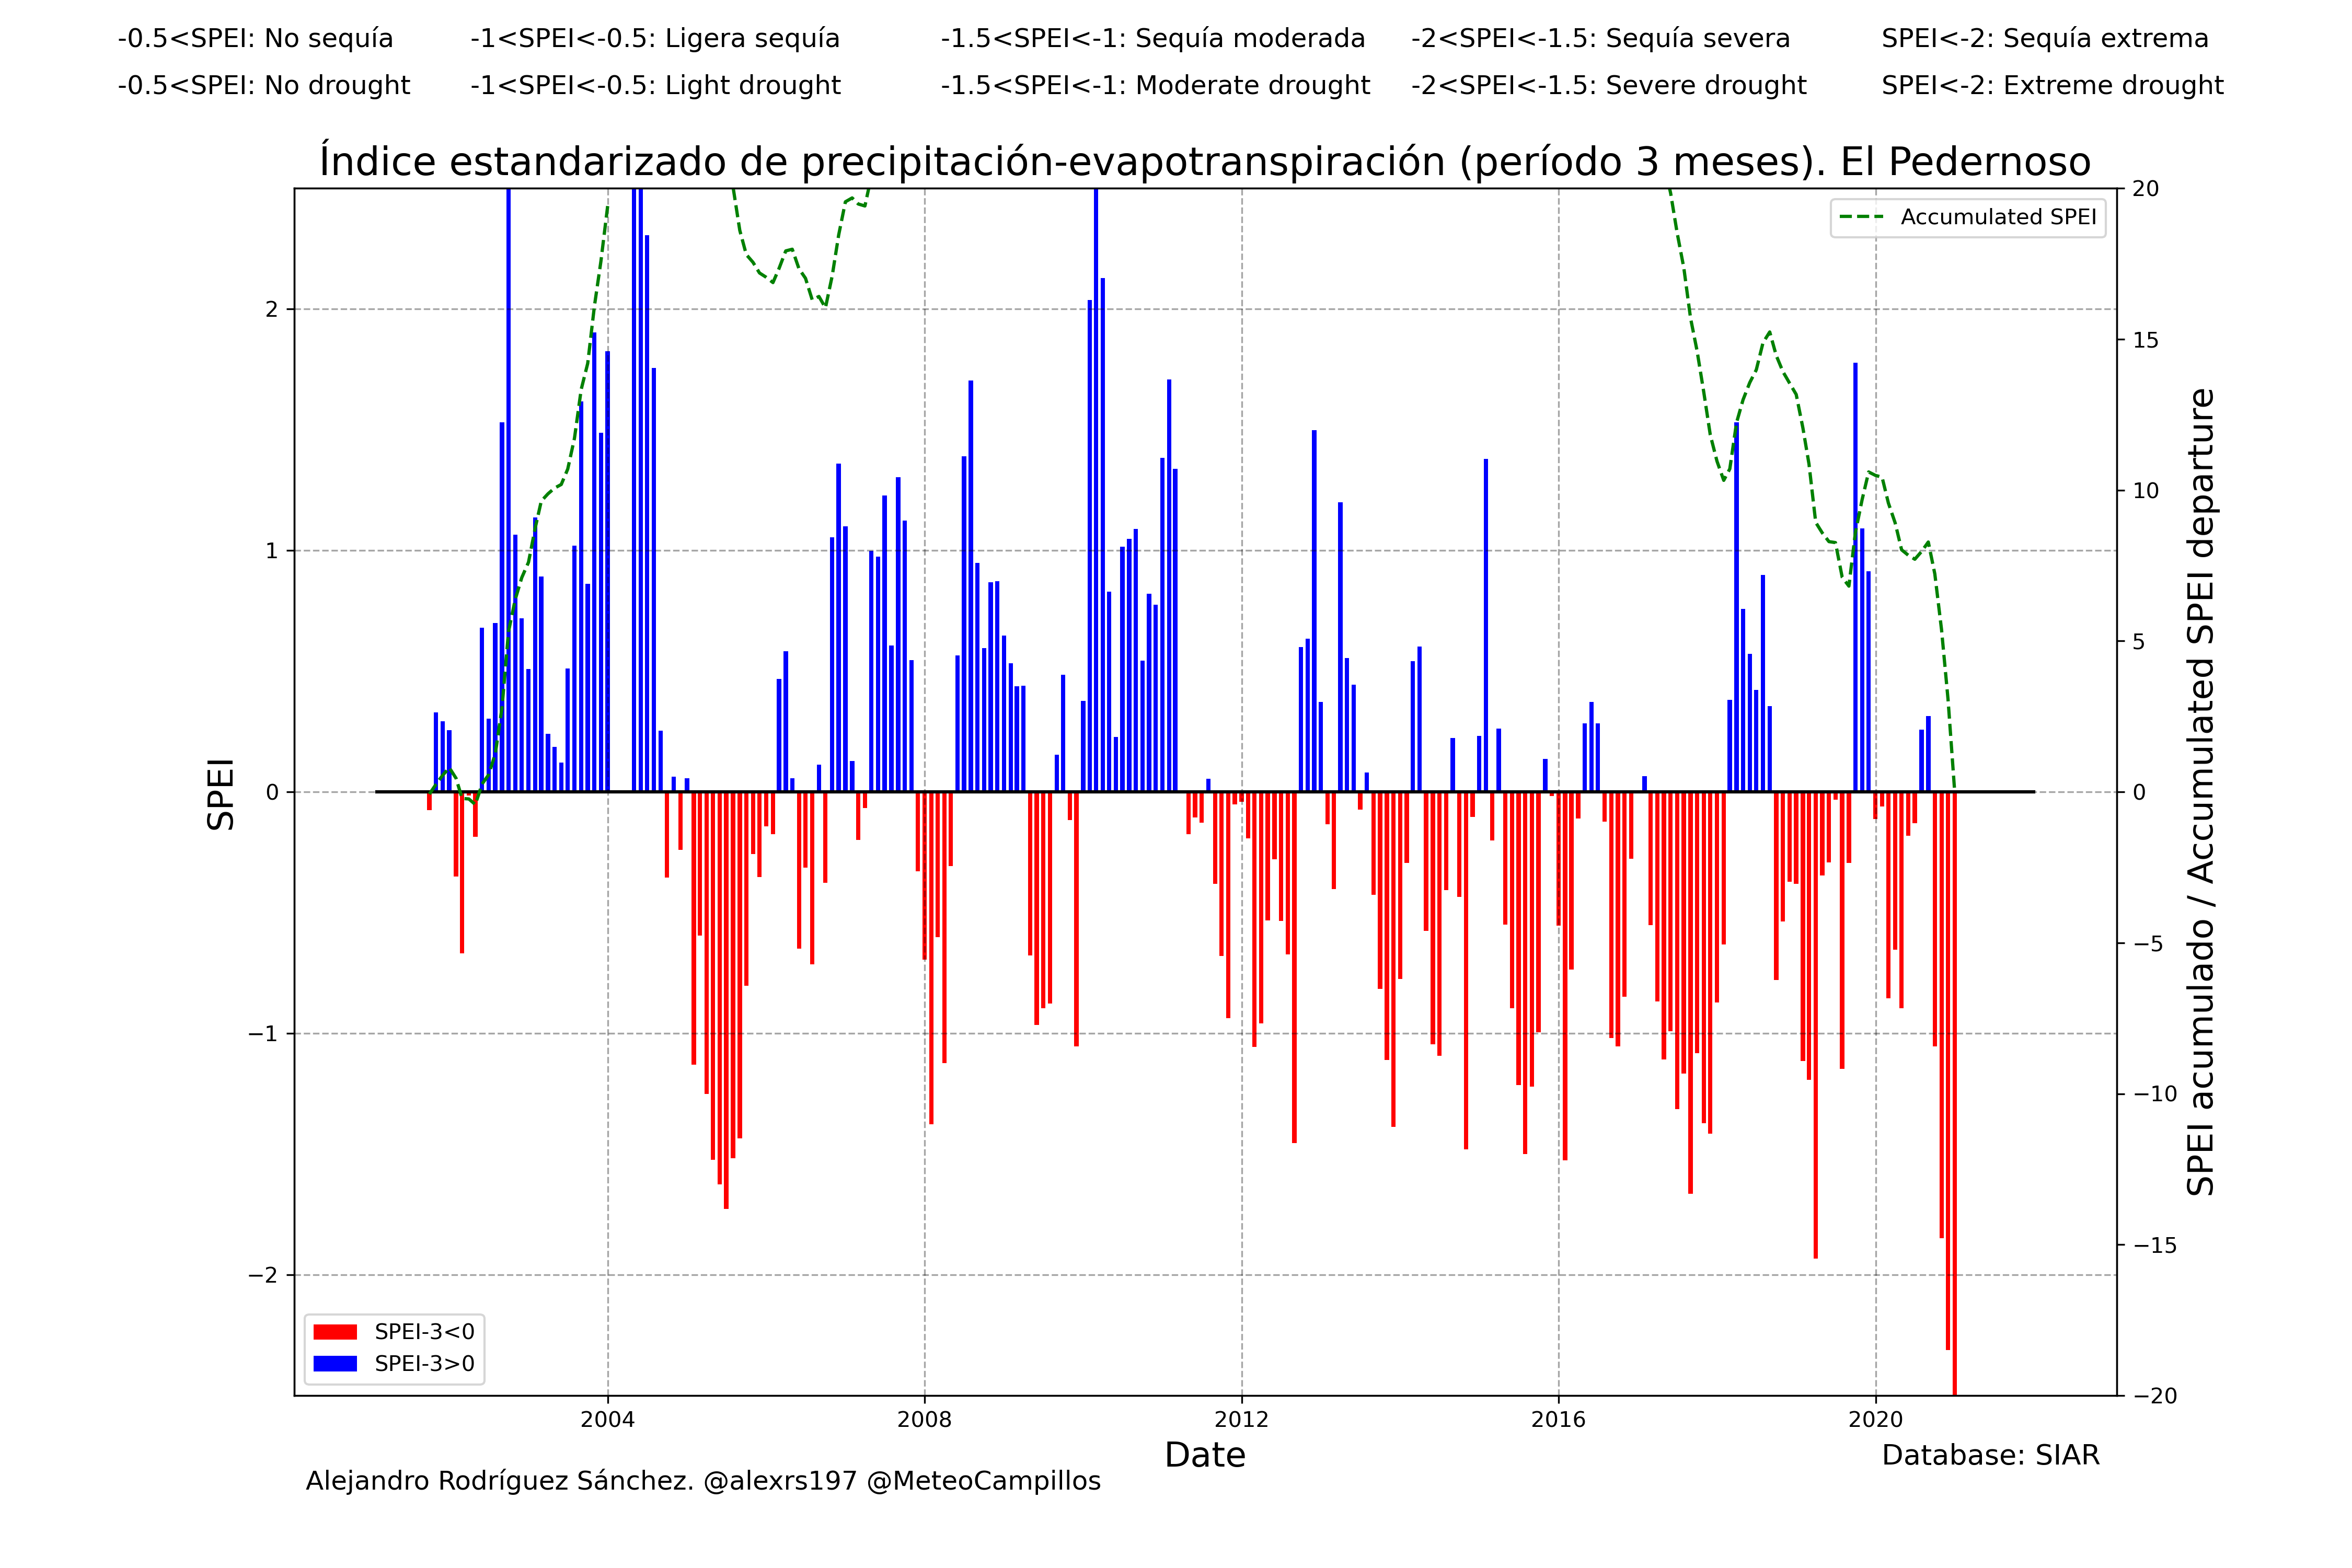 -0.5<SPEI: No sequía -1<SPEI<-0.5: Ligera sequía -1.5<SPEI<-1: Sequía moderada -2<SPEI<-1.5: Sequía severa SPEI<-2: Sequía extrema
-0.5<SPEI: No drought -1<SPEI<-0.5: Light drought -1.5<SPEI<-1: Moderate drought -2<SPEI<-1.5: Severe drought SPEI<-2: Extreme drought
Índice estandarizado de precipitación-evapotranspiración (período 3 meses). El Pedernoso
Accumulated SPEI
SPEI
2
1
0
−1
−2
20
15
10
5
0
−5
−10
−15
−20
SPEI acumulado / Accumulated SPEI departure
SPEI-3<0
SPEI-3>0
2004 2008 2012 2016 2020
Date
Database: SIAR
Alejandro Rodríguez Sánchez. @alexrs197 @MeteoCampillos